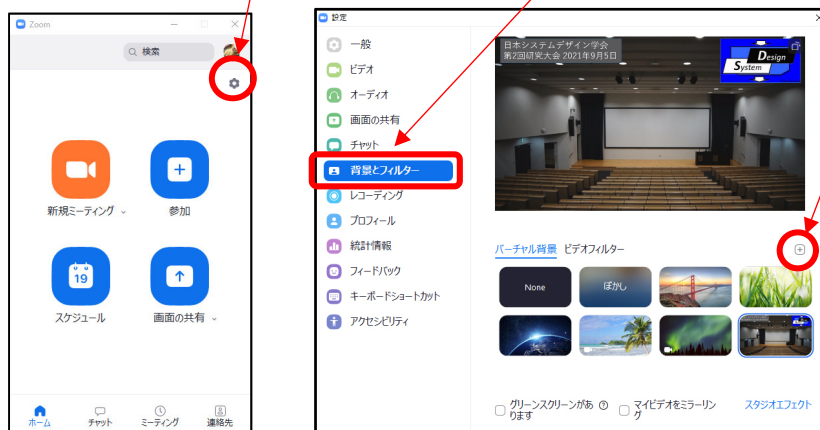 Zoom
検索
新規ミーティング
参加
19
スケジュール
画面の共有
ホーム
チャット
ミーティング
連絡先
設定
一般
ビデオ
オーディオ
画面の共有
チャット
背景とフィルター
レコーディング
プロフィール
統計情報
フィードバック
キーボードショートカット
アクセシビリティ
日本システムデザイン学会
第2回研究大会 2021年9月5日
Design
System
バーチャル背景 ビデオフィルター
None
ぼかし
グリーンスクリーンがあ
ります
マイビデオをミラーリン
グ
スタジオエフェクト